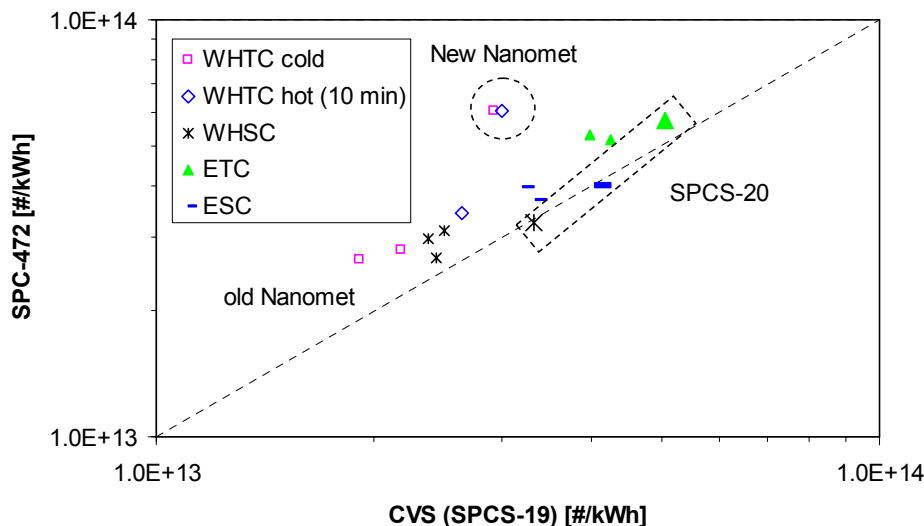 1.0E+14
WHTC cold
WHTC hot (10 min)
WHSC
ETC
ESC
New Nanomet
SPCS-20
old Nanomet
SPC-472 [#/kWh]
1.0E+13
1.0E+13
1.0E+14
CVS (SPCS-19) [#/kWh]